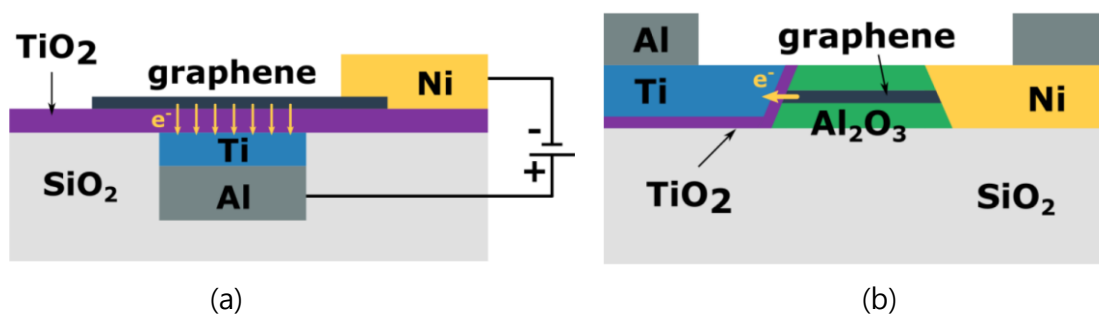 TiO₂
graphene
Ni
e⁻
Ti
SiO₂
Al
-
+
(a)
Al
graphene
Ti
e⁻
Ni
Al₂O₃
TiO₂
SiO₂
(b)